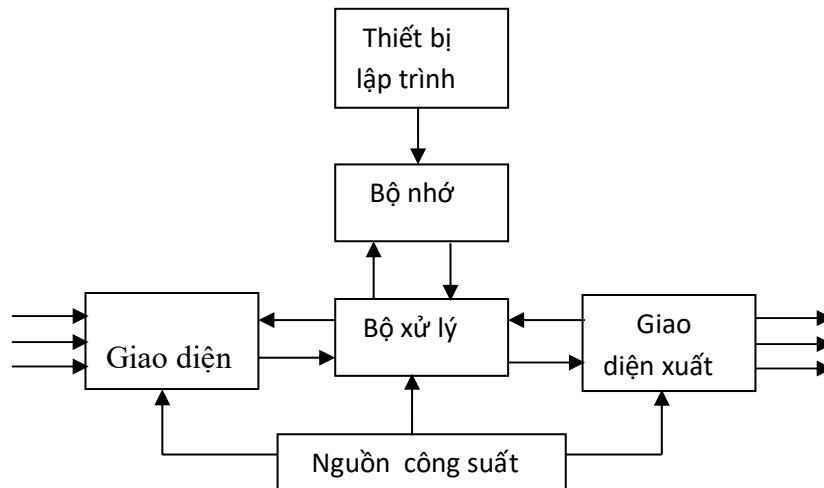 Thiết bị
lập trình
Bộ nhớ
Giao diện
Bộ xử lý
Giao
diện xuất
Nguồn công suất